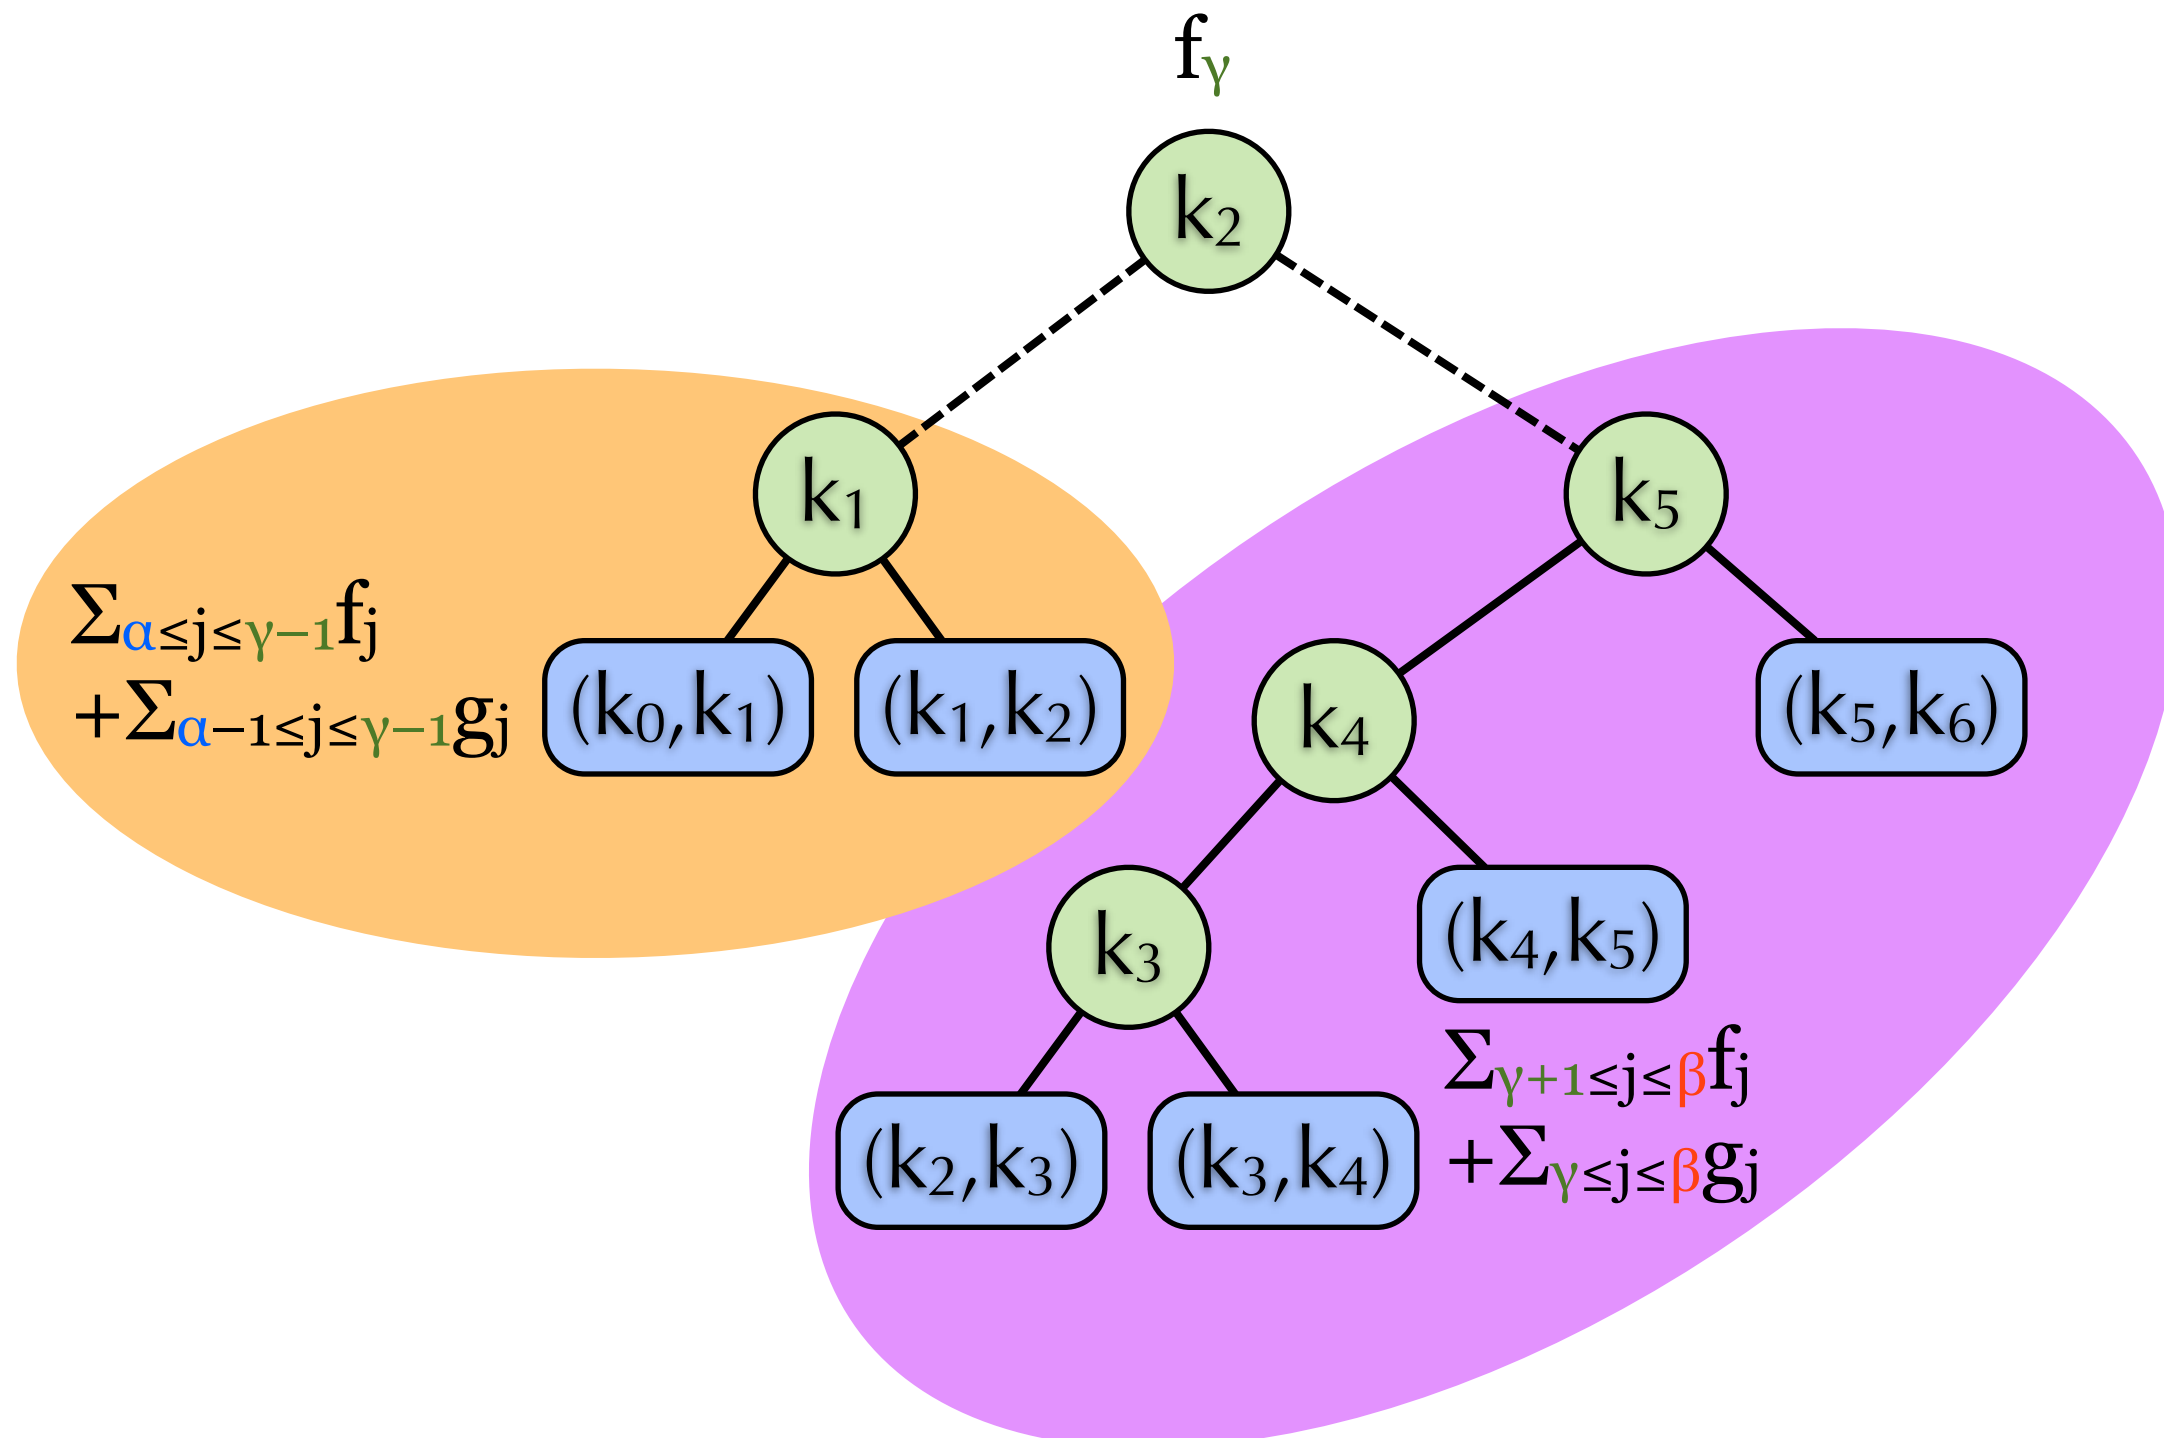 fγ
k₂
k₁
k₅
Σα≤j≤γ−1fj
+Σα−1≤j≤γ−1gj
(k₀,k₁)
(k₁,k₂)
k₄
(k₅,k₆)
k₃
(k₄,k₅)
Σγ+1≤j≤βfj
+Σγ≤j≤βgj
(k₂,k₃)
(k₃,k₄)